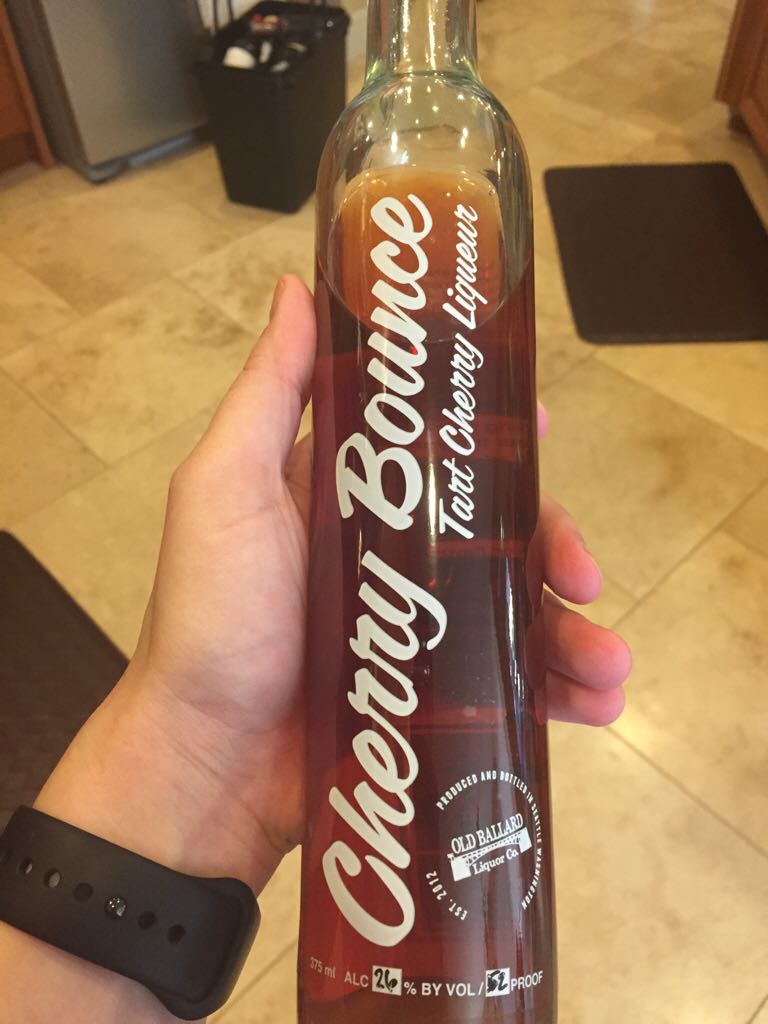 Cherry Bounce
Tart Cherry Liqueur
PRODUCED AND BOTTLED IN SEATTLE WASHINGTON
OLD BALLARD
Liquor Co.
EST. 2012
375 ml ALC 26 % BY VOL / 52 PROOF